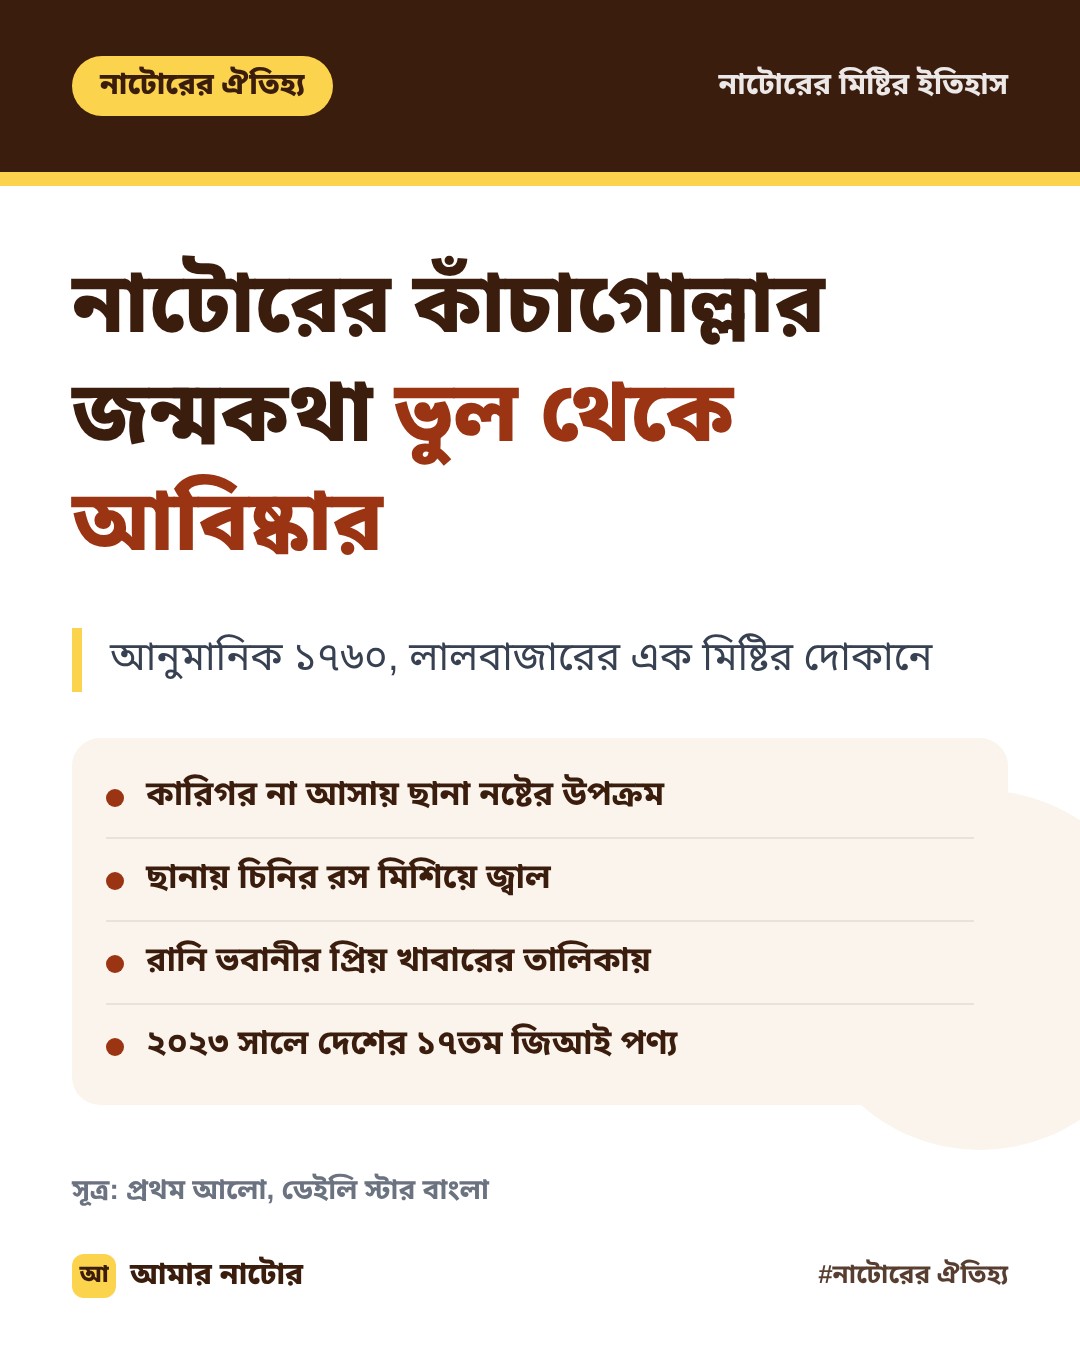 নাটোরের ঐতিহ্য
নাটোরের মিষ্টির ইতিহাস
নাটোরের কাঁচাগোল্লার
জন্মকথা ভুল থেকে
আবিষ্কার
আনুমানিক ১৭৬০, লালবাজারের এক মিষ্টির দোকানে
কারিগর না আসায় ছানা নষ্টের উপক্রম
ছানায় চিনির রস মিশিয়ে জ্বাল
রানি ভবানীর প্রিয় খাবারের তালিকায়
২০২৩ সালে দেশের ১৭তম জিআই পণ্য
সূত্র: প্রথম আলো, ডেইলি স্টার বাংলা
আ আমার নাটোর
#নাটোরের ঐতিহ্য